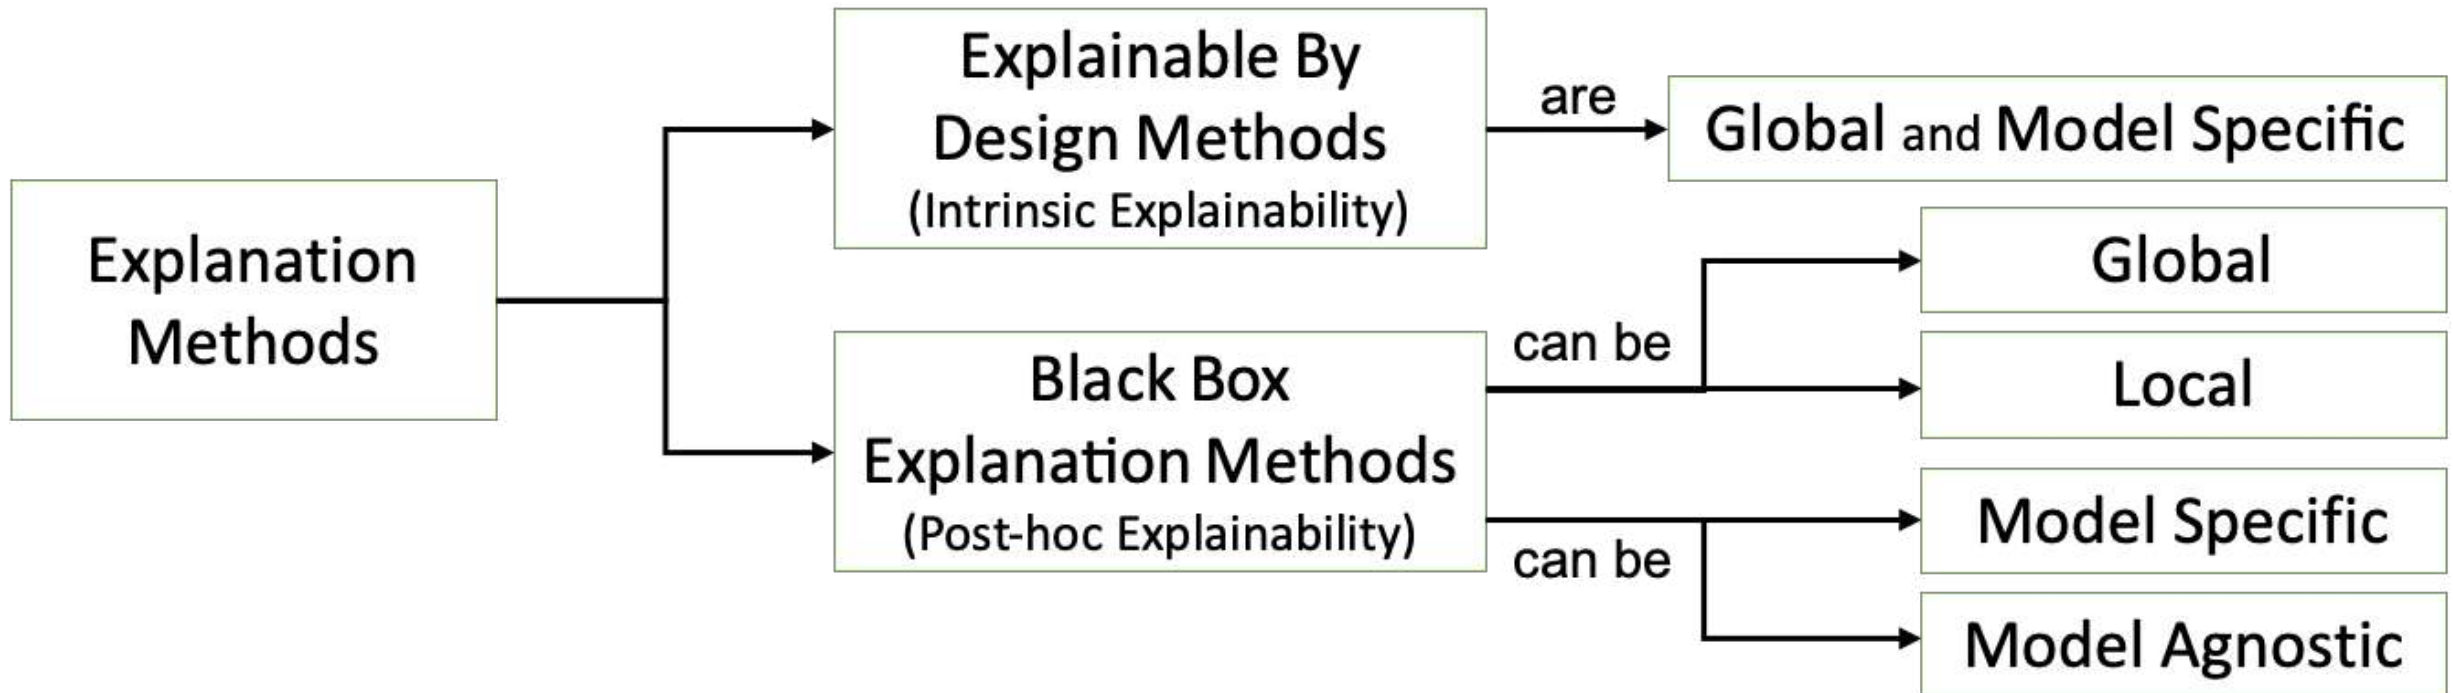 Explanation
Methods
Explainable By
Design Methods
(Intrinsic Explainability)
are
Global and Model Specific
Black Box
Explanation Methods
(Post-hoc Explainability)
can be
Global
Local
can be
Model Specific
Model Agnostic